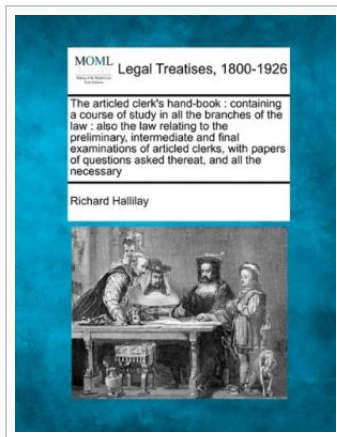 MOML
Legal Treatises, 1800-1926
The articled clerk's hand-book : containing
a course of study in all the branches of the
law : also the law relating to the
preliminary, intermediate and final
examinations of articled clerks, with papers
of questions asked thereat, and all the
necessary
Richard Hallilay